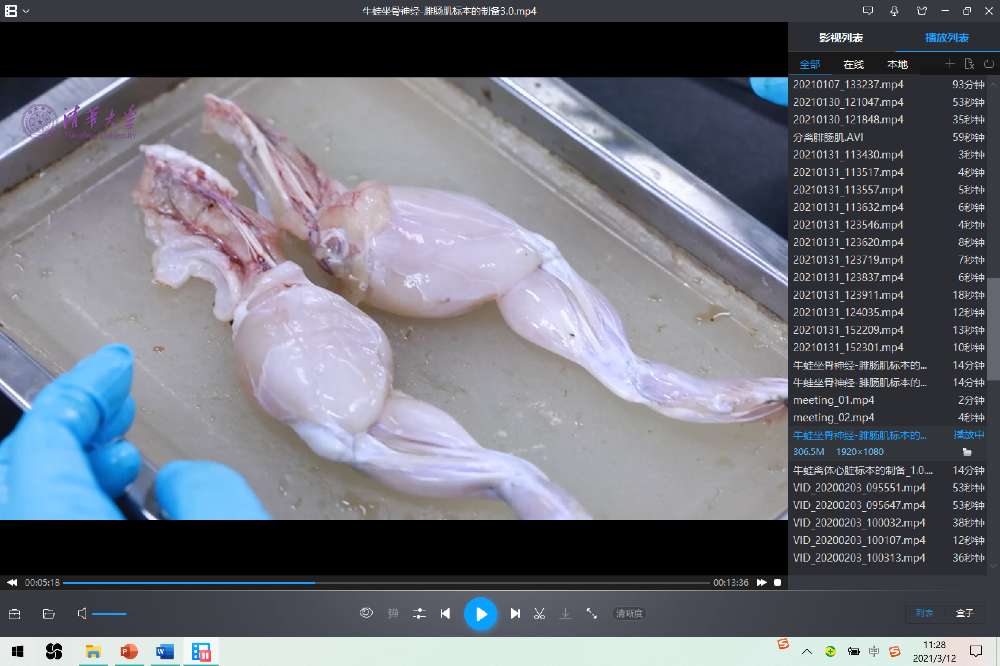 牛蛙坐骨神经-腓肠肌标本的制备3.0.mp4
影视列表 播放列表
全部 在线 本地
清華大学
Tsinghua University
20210107_133237.mp4 93分钟
20210130_121047.mp4 53秒钟
20210130_121848.mp4 35秒钟
分离腓肠肌.AVI 59秒钟
20210131_113430.mp4 3秒钟
20210131_113517.mp4 4秒钟
20210131_113557.mp4 5秒钟
20210131_113632.mp4 6秒钟
20210131_123546.mp4 4秒钟
20210131_123620.mp4 8秒钟
20210131_123719.mp4 7秒钟
20210131_123837.mp4 6秒钟
20210131_123911.mp4 18秒钟
20210131_124035.mp4 12秒钟
20210131_152209.mp4 13秒钟
20210131_152301.mp4 10秒钟
牛蛙坐骨神经-腓肠肌标本的... 14分钟
牛蛙坐骨神经-腓肠肌标本的... 14分钟
meeting_01.mp4 2分钟
meeting_02.mp4 4秒钟
牛蛙坐骨神经-腓肠肌标本的... 播放中
306.5M 1920×1080
牛蛙离体心脏标本的制备_1.0.... 14分钟
VID_20200203_095551.mp4 53秒钟
VID_20200203_095647.mp4 53秒钟
VID_20200203_100032.mp4 38秒钟
VID_20200203_100107.mp4 12秒钟
VID_20200203_100313.mp4 36秒钟
00:05:18 00:13:36
弹 清晰度 列表 盒子
P W 中 S S
11:28
2021/3/12